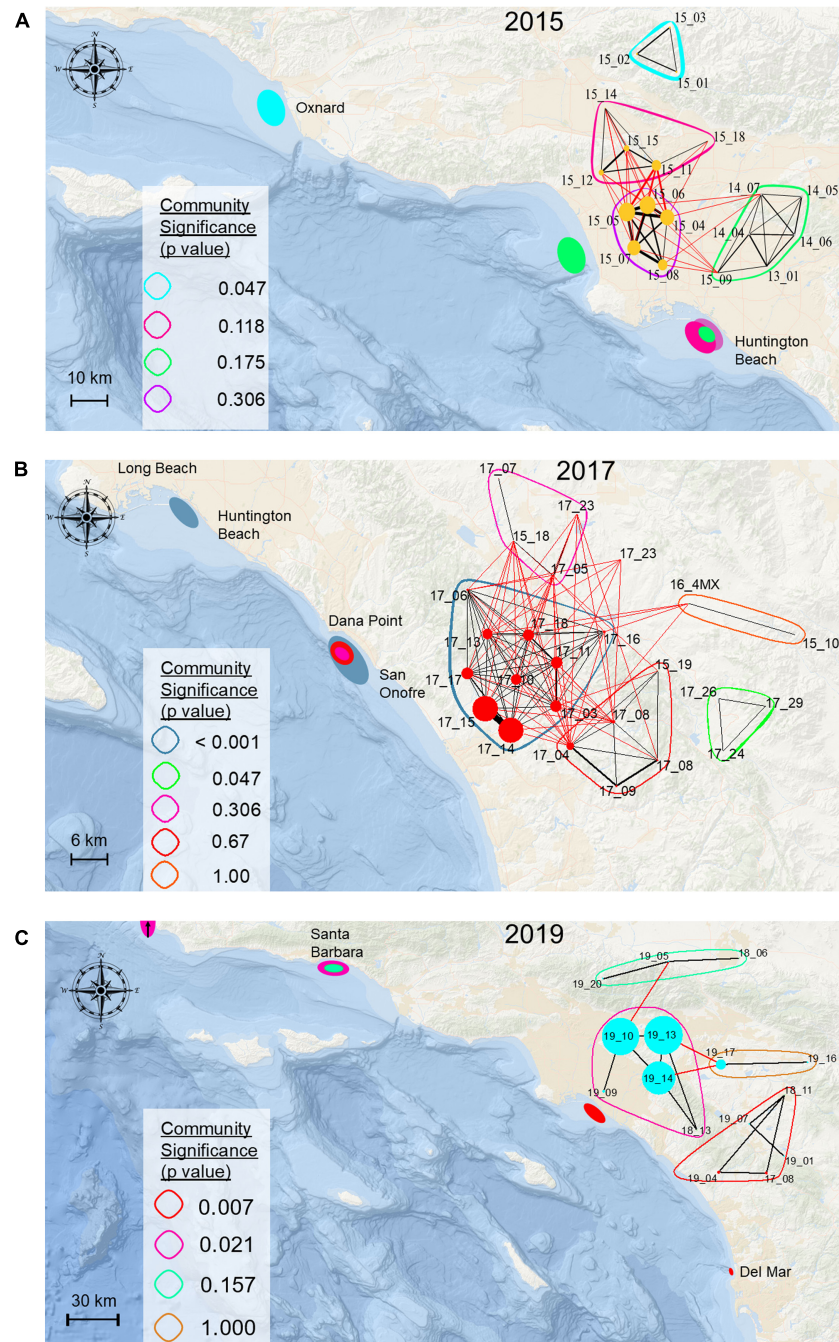 A
2015
N
W
E
S
Oxnard
15_03
15_02
15_01
15_14
15_15
15_18
15_12
15_11
15_06
14_07
14_05
15_05
15_04
14_04
14_06
15_07
15_08
15_09
13_01
Community
Significance
(p value)
0.047
0.118
0.175
0.306
10 km
Huntington
Beach
B
2017
Long Beach
N
W
E
S
Huntington
Beach
17_07
17_23
15_18
17_23
17_05
17_06
16_4MX
17_18
17_13
17_16
15_10
17_11
15_19
17_17
17_10
17_26
17_29
17_03
17_08
17_15
17_14
17_04
17_24
17_08
17_09
Dana Point
San
Onofre
Community
Significance
(p value)
< 0.001
0.047
0.306
0.67
1.00
6 km
C
2019
Santa
Barbara
N
W
E
S
19_05
18_06
19_20
19_10
19_13
19_17
19_16
19_14
19_09
18_11
18_13
19_07
19_01
19_04
17_08
Community
Significance
(p value)
0.007
0.021
0.157
1.000
30 km
Del Mar